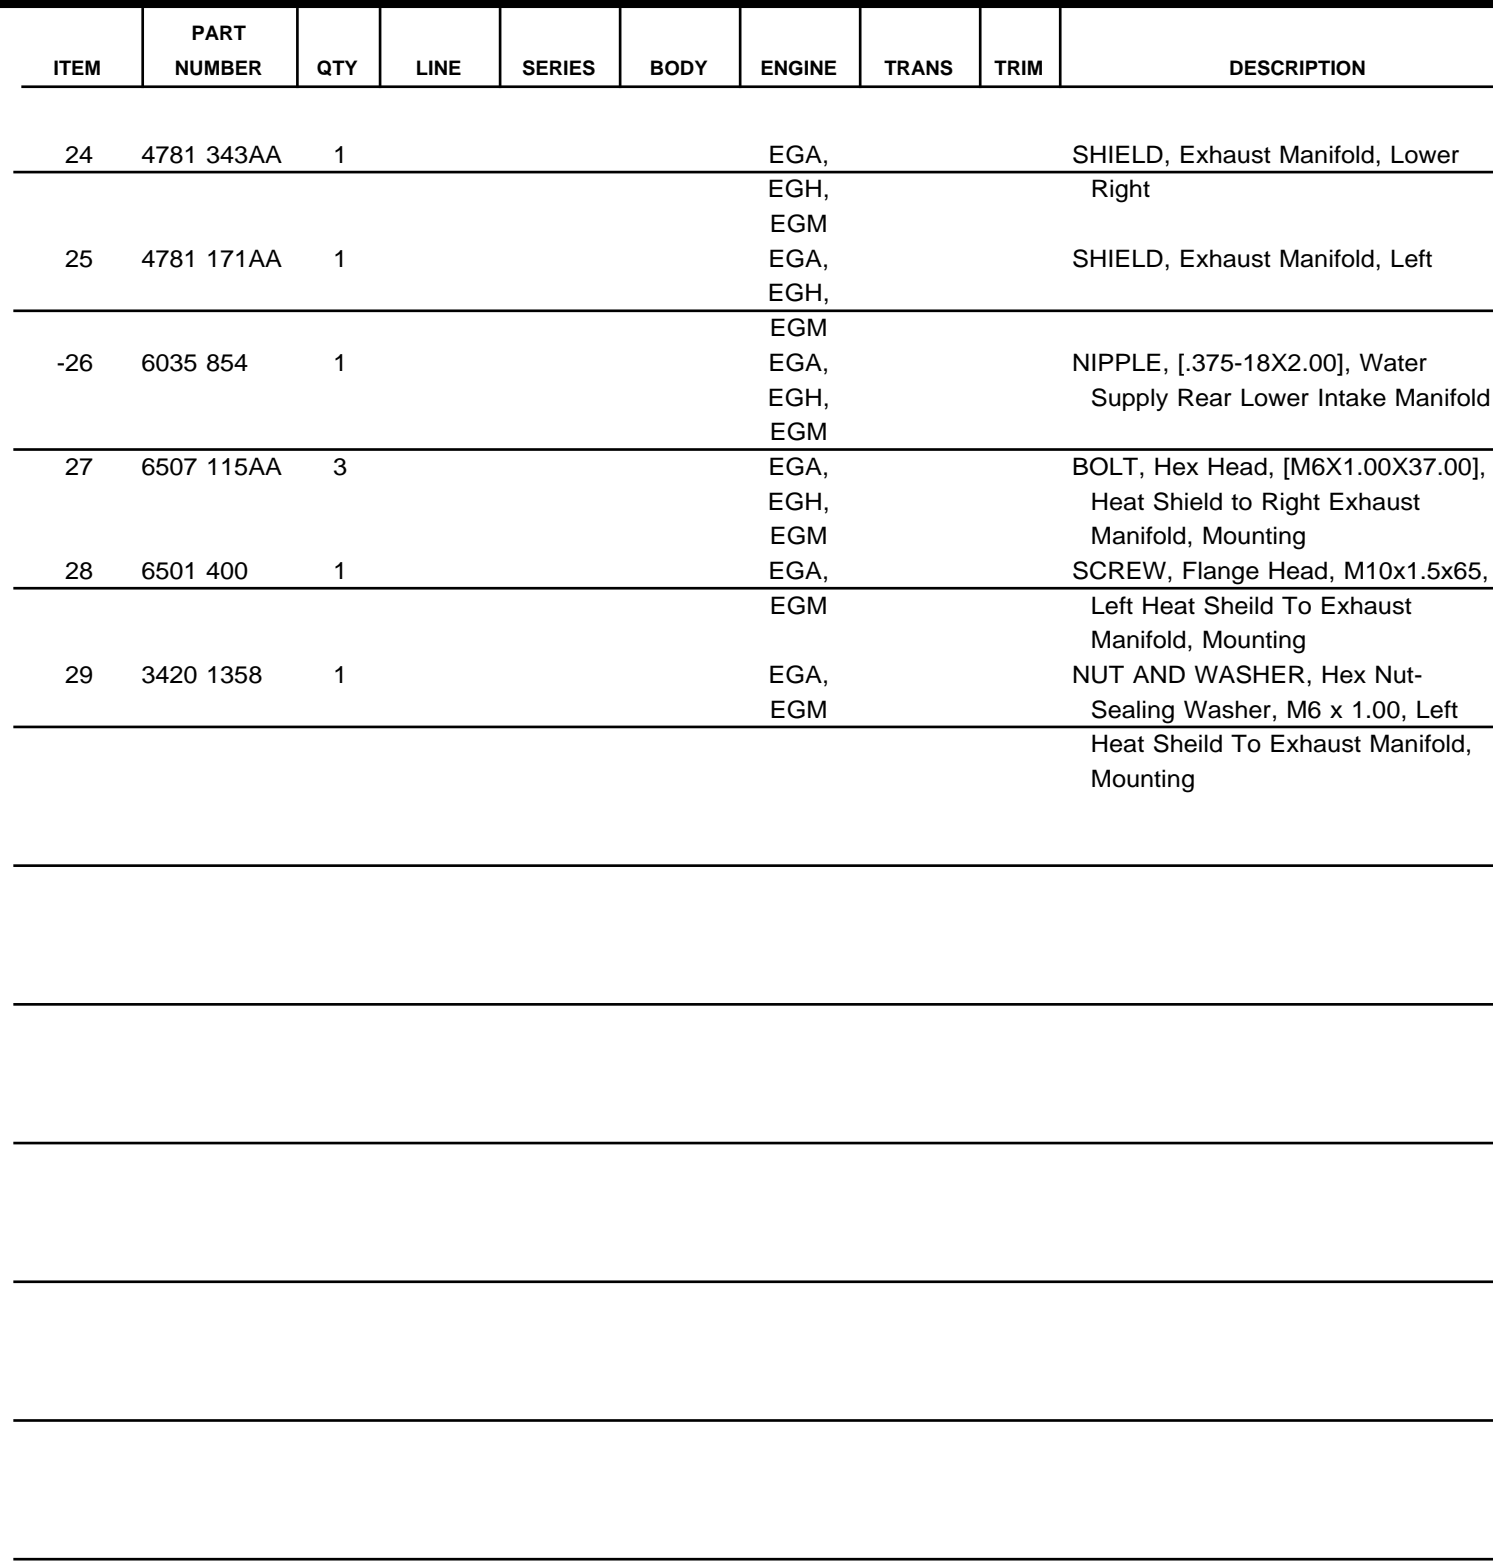 PART
ITEM NUMBER QTY LINE SERIES BODY ENGINE TRANS TRIM DESCRIPTION
24 4781 343AA 1 EGA, SHIELD, Exhaust Manifold, Lower
EGH, Right
EGM
25 4781 171AA 1 EGA, SHIELD, Exhaust Manifold, Left
EGH,
EGM
-26 6035 854 1 EGA, NIPPLE, [.375-18X2.00], Water
EGH, Supply Rear Lower Intake Manifold
EGM
27 6507 115AA 3 EGA, BOLT, Hex Head, [M6X1.00X37.00],
EGH, Heat Shield to Right Exhaust
EGM Manifold, Mounting
28 6501 400 1 EGA, SCREW, Flange Head, M10x1.5x65,
EGM Left Heat Sheild To Exhaust
Manifold, Mounting
29 3420 1358 1 EGA, NUT AND WASHER, Hex Nut-
EGM Sealing Washer, M6 x 1.00, Left
Heat Sheild To Exhaust Manifold,
Mounting